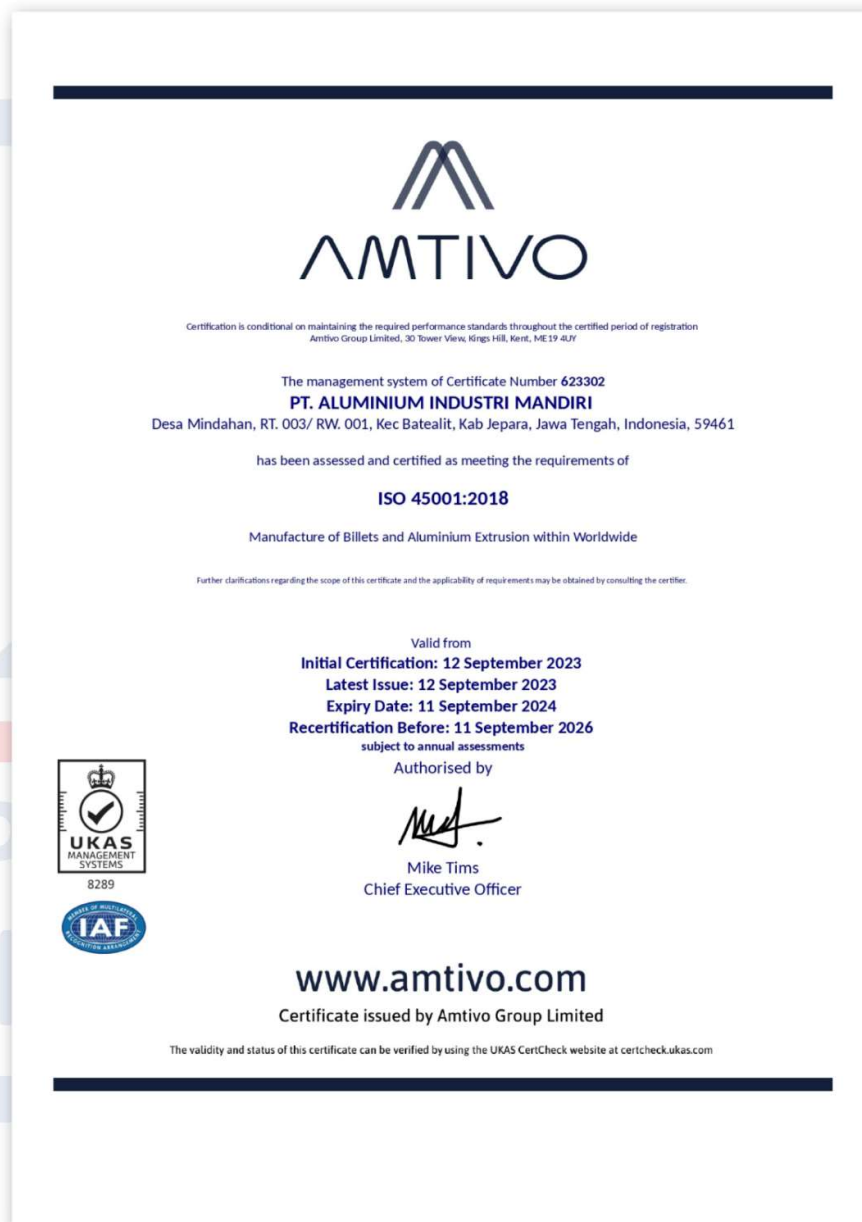 AMTIVO
Certification is conditional on maintaining the required performance standards throughout the certified period of registration
Amtivo Group Limited, 30 Tower View, Kings Hill, Kent, ME19 4UY
The management system of Certificate Number 623302
PT. ALUMINIUM INDUSTRI MANDIRI
Desa Mindahan, RT. 003/ RW. 001, Kec Batealit, Kab Jepara, Jawa Tengah, Indonesia, 59461
has been assessed and certified as meeting the requirements of
ISO 45001:2018
Manufacture of Billets and Aluminium Extrusion within Worldwide
Further clarifications regarding the scope of this certificate and the applicability of requirements may be obtained by consulting the certifier.
Valid from
Initial Certification: 12 September 2023
Latest Issue: 12 September 2023
Expiry Date: 11 September 2024
Recertification Before: 11 September 2026
subject to annual assessments
Authorised by
Mike Tims
Chief Executive Officer
UKAS
MANAGEMENT
SYSTEMS
8289
MEMBER OF MULTILATERAL
IAF
RECOGNITION ARRANGEMENT
www.amtivo.com
Certificate issued by Amtivo Group Limited
The validity and status of this certificate can be verified by using the UKAS CertCheck website at certcheck.ukas.com